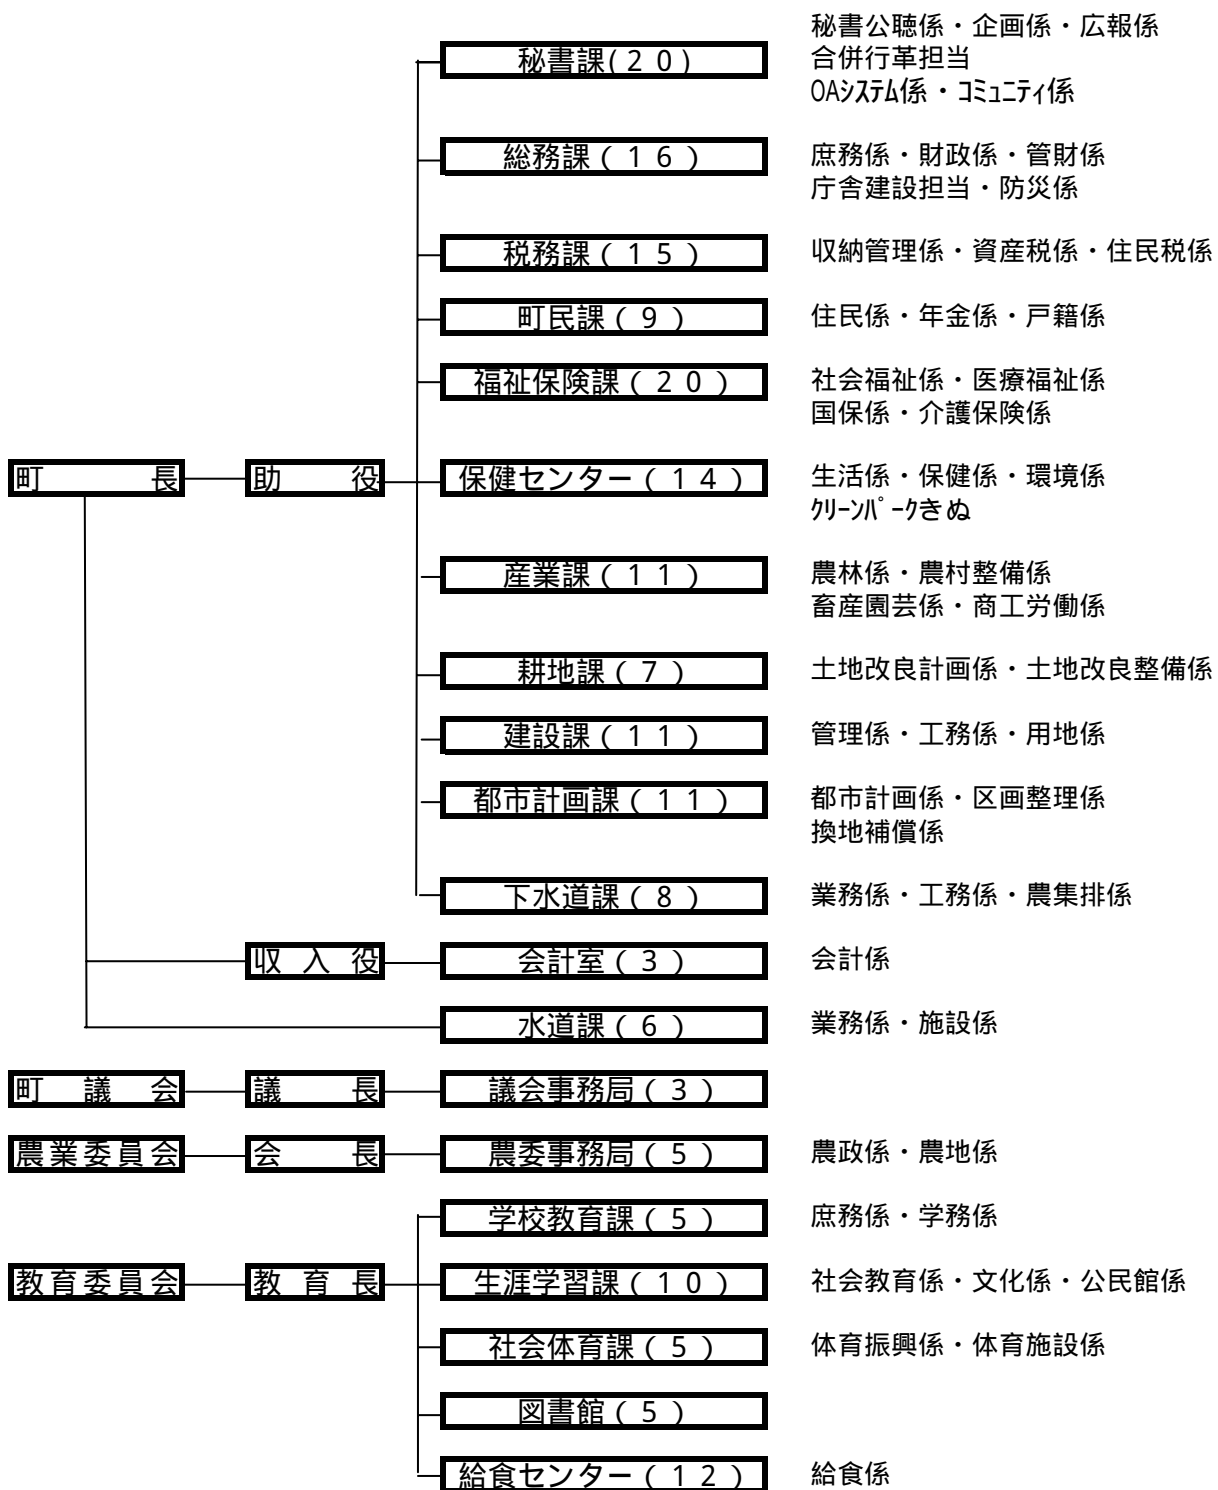 秘書公聴係・企画係・広報係
秘書課(20)
合併行革担当
OAｼｽﾃﾑ係・ｺﾐｭﾆﾃｨ係
総務課(16)
庶務係・財政係・管財係
庁舎建設担当・防災係
税務課(15)
収納管理係・資産税係・住民税係
町民課(9)
住民係・年金係・戸籍係
福祉保険課(20)
社会福祉係・医療福祉係
国保係・介護保険係
町長
助役
保健センター(14)
生活係・保健係・環境係
ｸﾘｰﾝﾊﾟｰｸきぬ
産業課(11)
農林係・農村整備係
畜産園芸係・商工労働係
耕地課(7)
土地改良計画係・土地改良整備係
建設課(11)
管理係・工務係・用地係
都市計画課(11)
都市計画係・区画整理係
換地補償係
下水道課(8)
業務係・工務係・農集排係
収入役
会計室(3)
会計係
水道課(6)
業務係・施設係
町議会
議長
議会事務局(3)
農業委員会
会長
農委事務局(5)
農政係・農地係
学校教育課(5)
庶務係・学務係
教育委員会
教育長
生涯学習課(10)
社会教育係・文化係・公民館係
社会体育課(5)
体育振興係・体育施設係
図書館(5)
給食センター(12)
給食係